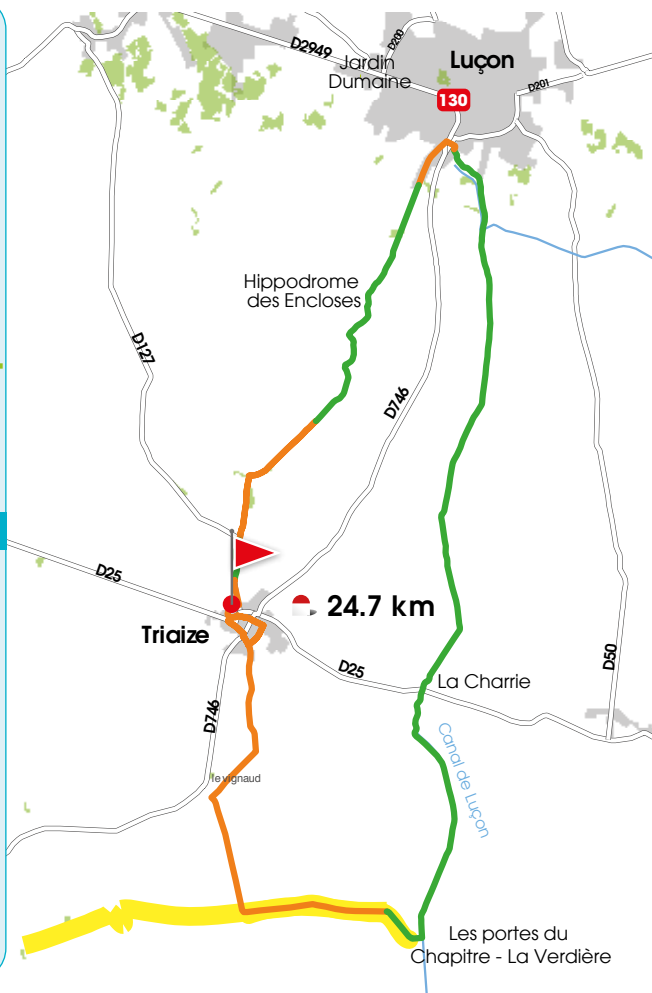 D2949
D200
Jardin
Dumaine
Luçon
130
D201
Hippodrome
des Encloses
D127
D746
D25
24.7 km
Triaize
D25
La Charrie
D50
D746
le vignaud
Canal de Luçon
Les portes du
Chapitre - La Verdière